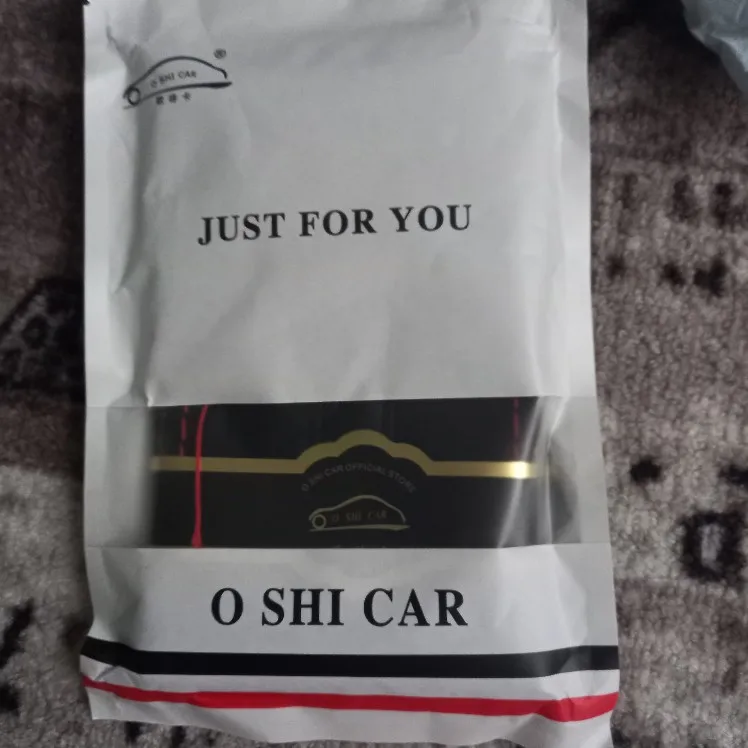 ®
O SHI CAR
JUST FOR YOU
O SHI CAR OFFICIAL STORE
O SHI CAR
O SHI CAR